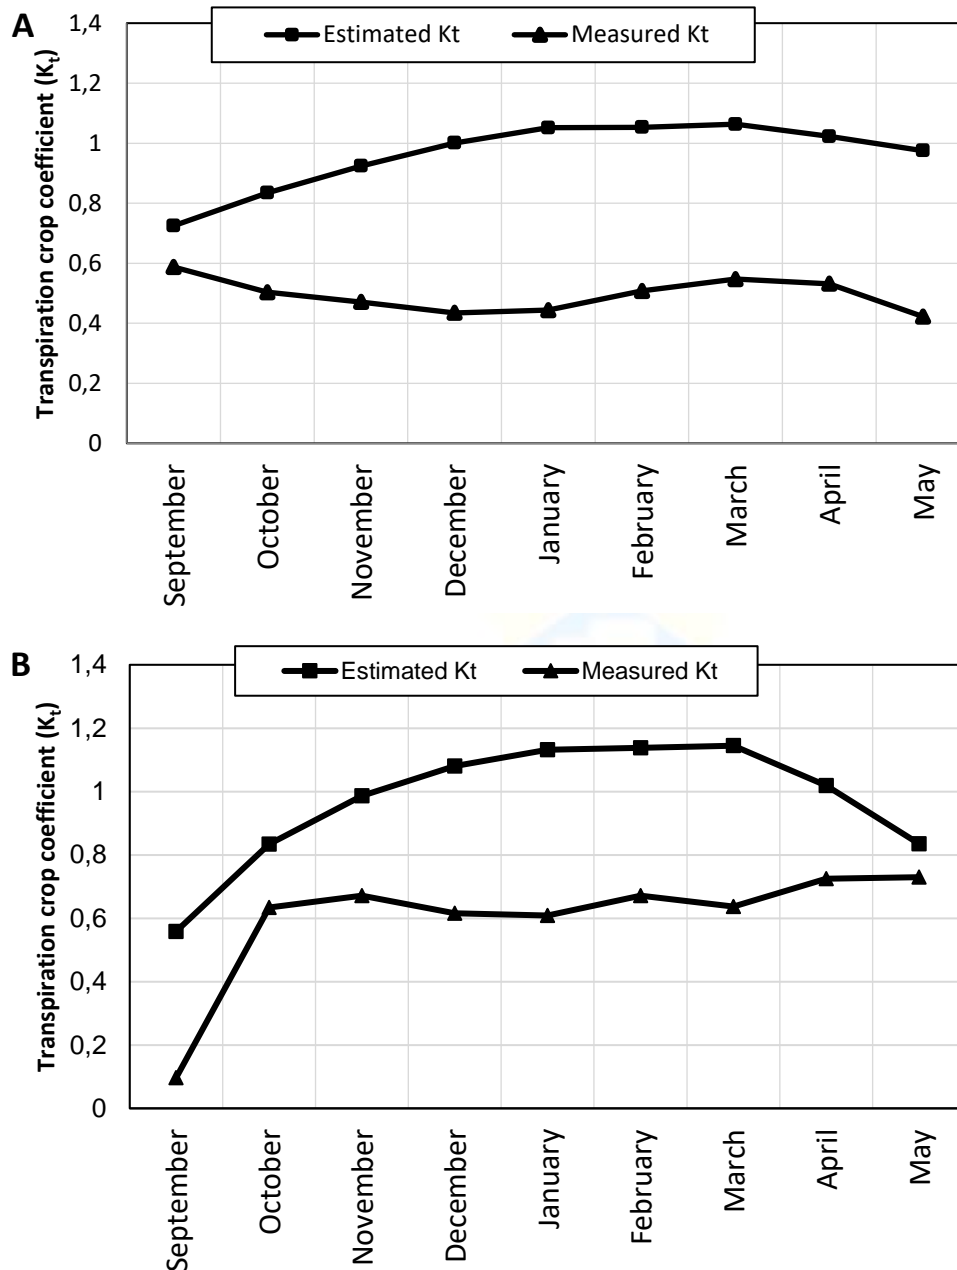 A
Estimated Kt Measured Kt
Transpiration crop coefficient (Kt)
1,4
1,2
1
0,8
0,6
0,4
0,2
0
September
October
November
December
January
February
March
April
May
B
Estimated Kt Measured Kt
Transpiration crop coefficient (Kt)
1,4
1,2
1
0,8
0,6
0,4
0,2
0
September
October
November
December
January
February
March
April
May